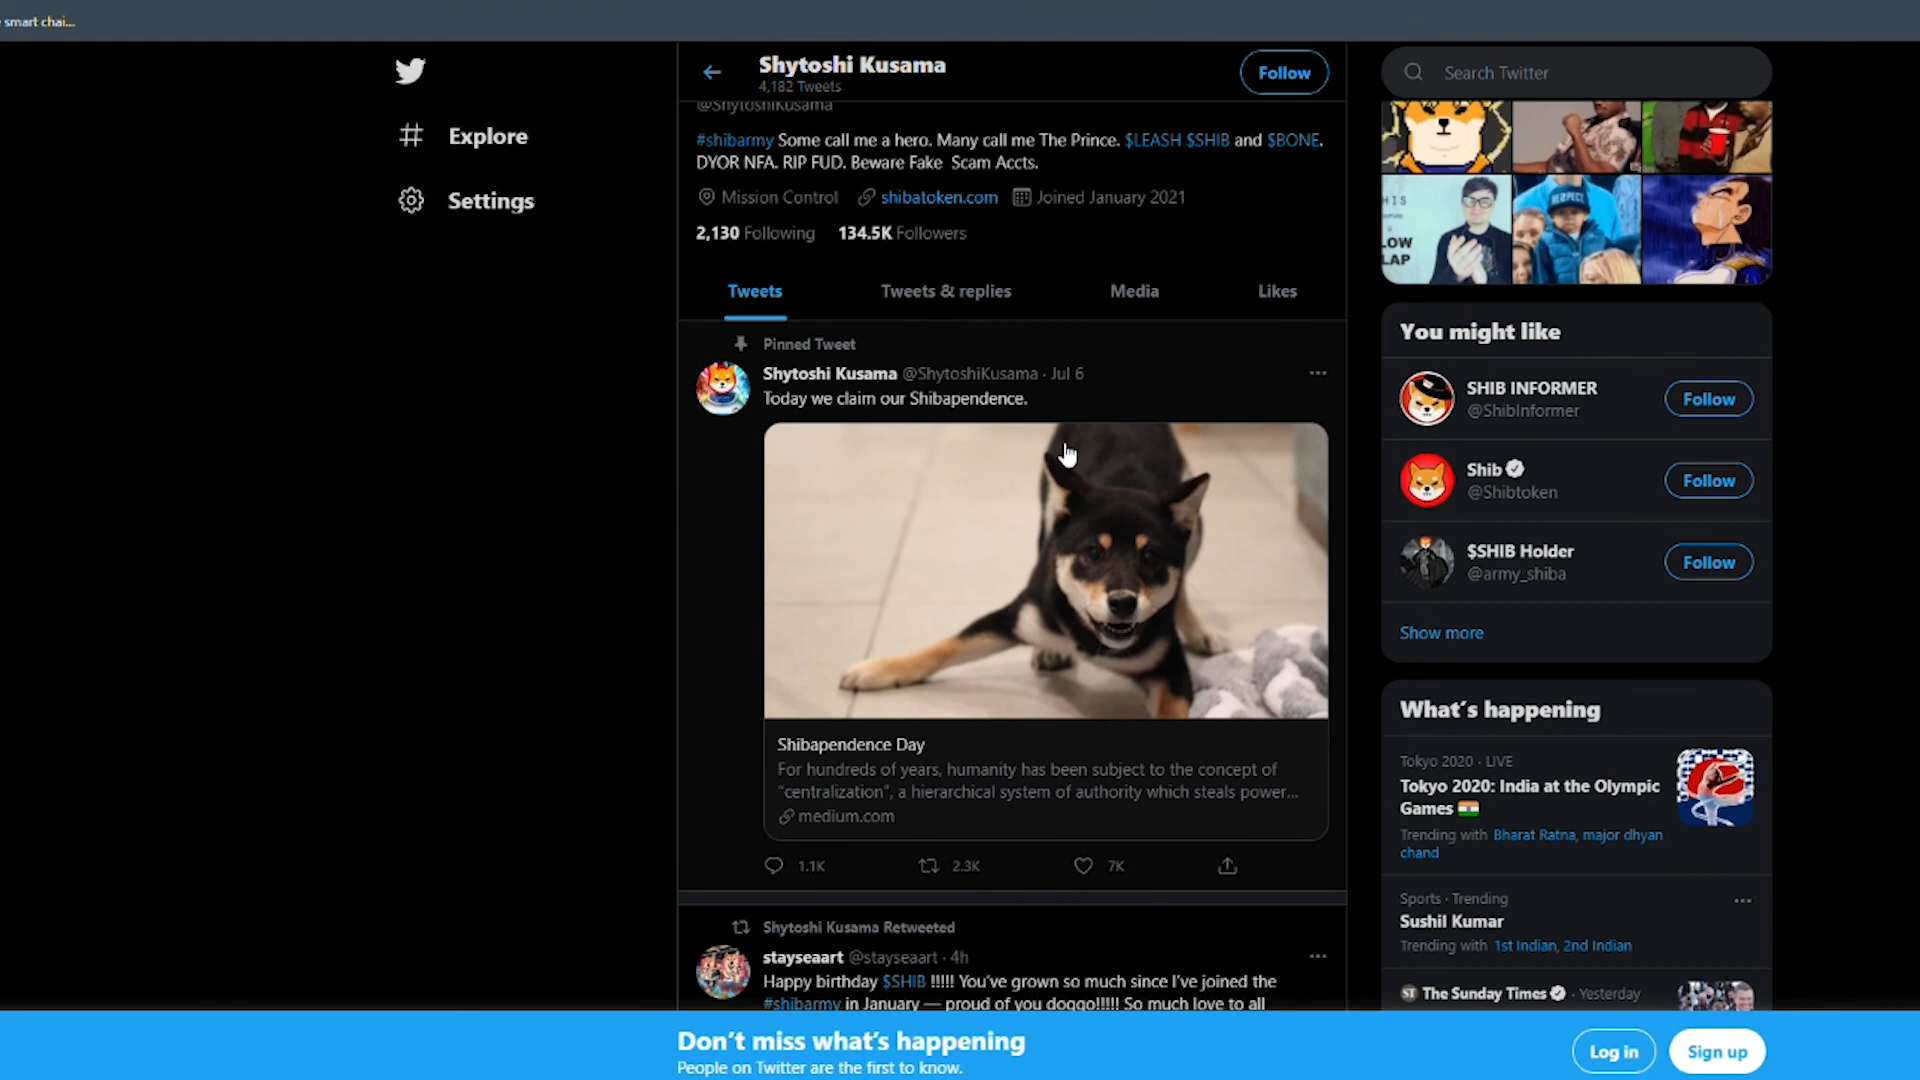 smart chai...
Shytoshi Kusama
4,182 Tweets
Follow
Search Twitter
@ShytoshiKusama
Explore
#shibarmy Some call me a hero. Many call me The Prince. $LEASH $SHIB and $BONE.
DYOR NFA. RIP FUD. Beware Fake Scam Accts.
Settings
Mission Control shibatoken.com Joined January 2021
2,130 Following 134.5K Followers
HIS
OW
LAP
RESPECT
Tweets Tweets & replies Media Likes
Pinned Tweet
Shytoshi Kusama @ShytoshiKusama · Jul 6
Today we claim our Shibapendence.
Shibapendence Day
For hundreds of years, humanity has been subject to the concept of
"centralization", a hierarchical system of authority which steals power...
medium.com
1.1K 2.3K 7K
Shytoshi Kusama Retweeted
stayseaart @stayseaart · 4h
Happy birthday $SHIB !!!!! You've grown so much since I've joined the
#shibarmy in January — proud of you doggo!!!!! So much love to all
You might like
SHIB INFORMER
@ShibInformer
Follow
Shib
@Shibtoken
Follow
$SHIB Holder
@army_shiba
Follow
Show more
What's happening
Tokyo 2020 · LIVE
Tokyo 2020: India at the Olympic
Games
Trending with Bharat Ratna, major dhyan
chand
Sports · Trending
Sushil Kumar
Trending with 1st Indian, 2nd Indian
ST The Sunday Times · Yesterday
Don't miss what's happening
People on Twitter are the first to know.
Log in
Sign up